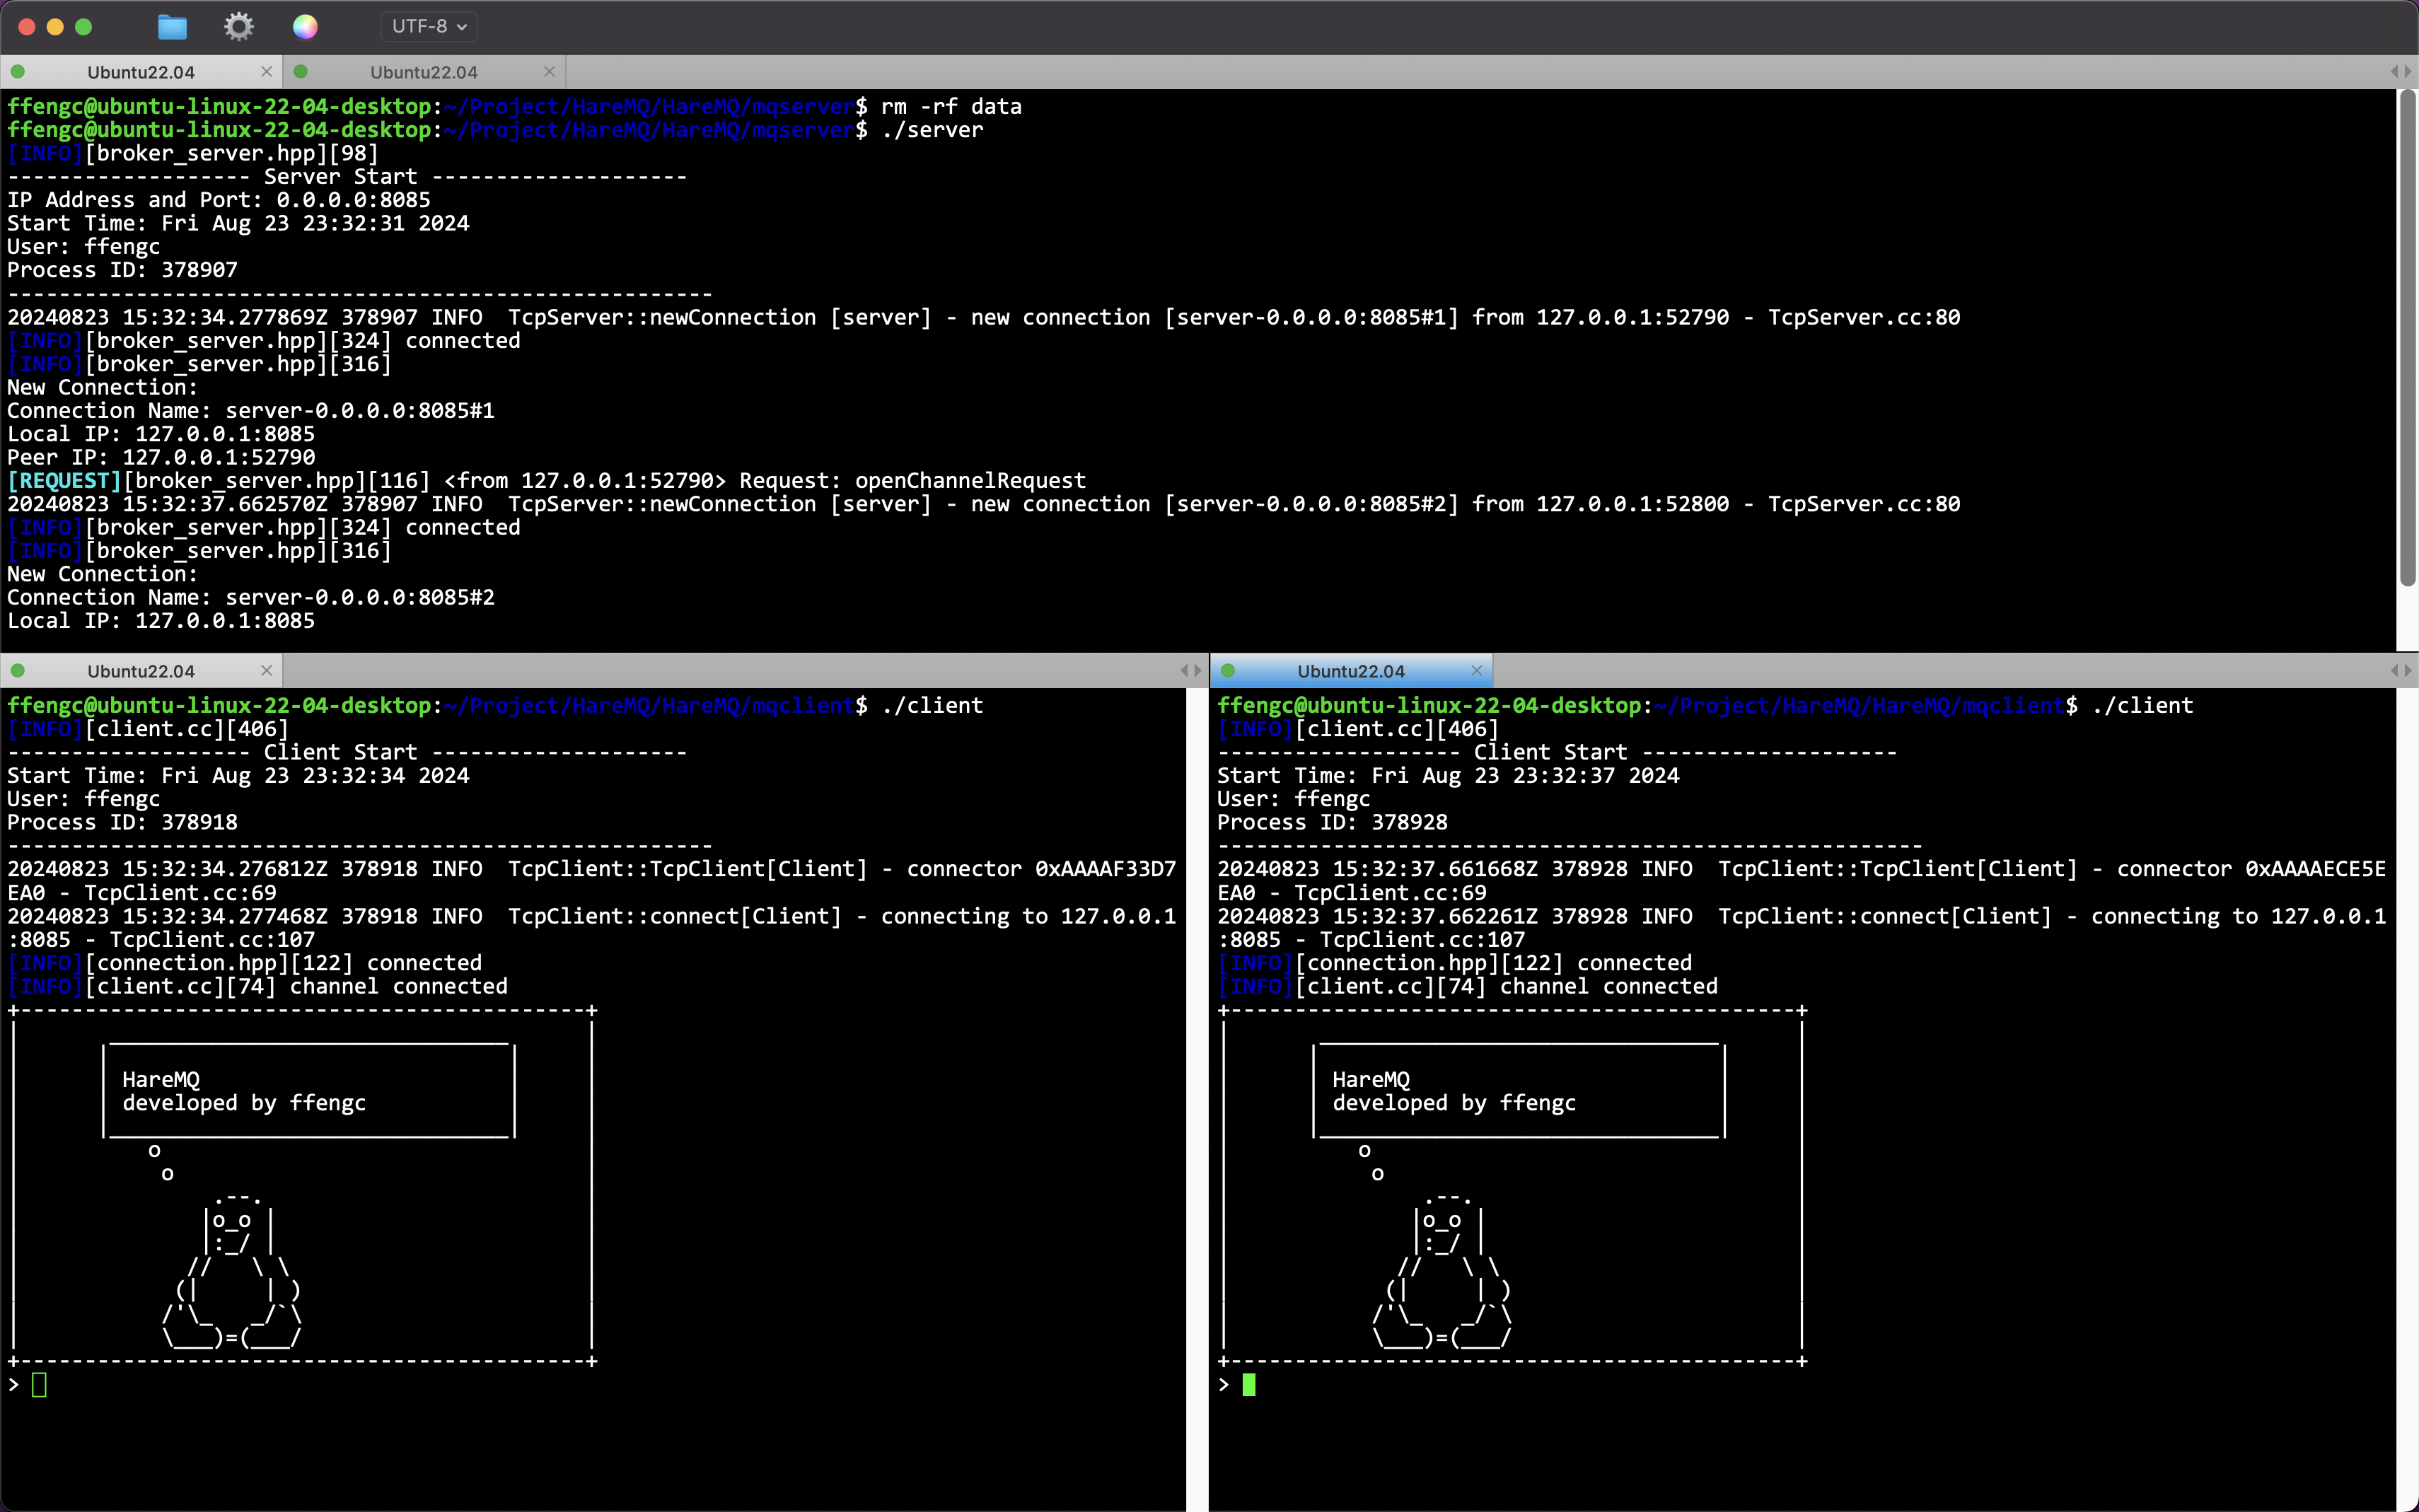 UTF-8
Ubuntu22.04
Ubuntu22.04
ffengc@ubuntu-linux-22-04-desktop:~/Project/HareMQ/HareMQ/mqserver$ rm -rf data
ffengc@ubuntu-linux-22-04-desktop:~/Project/HareMQ/HareMQ/mqserver$ ./server
[INFO][broker_server.hpp][98]
------------------- Server Start --------------------
IP Address and Port: 0.0.0.0:8085
Start Time: Fri Aug 23 23:32:31 2024
User: ffengc
Process ID: 378907
-------------------------------------------------------
20240823 15:32:34.277869Z 378907 INFO  TcpServer::newConnection [server] - new connection [server-0.0.0.0:8085#1] from 127.0.0.1:52790 - TcpServer.cc:80
[INFO][broker_server.hpp][324] connected
[INFO][broker_server.hpp][316]
New Connection:
Connection Name: server-0.0.0.0:8085#1
Local IP: 127.0.0.1:8085
Peer IP: 127.0.0.1:52790
[REQUEST][broker_server.hpp][116] <from 127.0.0.1:52790> Request: openChannelRequest
20240823 15:32:37.662570Z 378907 INFO  TcpServer::newConnection [server] - new connection [server-0.0.0.0:8085#2] from 127.0.0.1:52800 - TcpServer.cc:80
[INFO][broker_server.hpp][324] connected
[INFO][broker_server.hpp][316]
New Connection:
Connection Name: server-0.0.0.0:8085#2
Local IP: 127.0.0.1:8085
Ubuntu22.04
ffengc@ubuntu-linux-22-04-desktop:~/Project/HareMQ/HareMQ/mqclient$ ./client
[INFO][client.cc][406]
------------------- Client Start --------------------
Start Time: Fri Aug 23 23:32:34 2024
User: ffengc
Process ID: 378918
-------------------------------------------------------
20240823 15:32:34.276812Z 378918 INFO  TcpClient::TcpClient[Client] - connector 0xAAAAF33D7
EA0 - TcpClient.cc:69
20240823 15:32:34.277468Z 378918 INFO  TcpClient::connect[Client] - connecting to 127.0.0.1
:8085 - TcpClient.cc:107
[INFO][connection.hpp][122] connected
[INFO][client.cc][74] channel connected
HareMQ
developed by ffengc
>
Ubuntu22.04
ffengc@ubuntu-linux-22-04-desktop:~/Project/HareMQ/HareMQ/mqclient$ ./client
[INFO][client.cc][406]
------------------- Client Start --------------------
Start Time: Fri Aug 23 23:32:37 2024
User: ffengc
Process ID: 378928
-------------------------------------------------------
20240823 15:32:37.661668Z 378928 INFO  TcpClient::TcpClient[Client] - connector 0xAAAAECE5E
EA0 - TcpClient.cc:69
20240823 15:32:37.662261Z 378928 INFO  TcpClient::connect[Client] - connecting to 127.0.0.1
:8085 - TcpClient.cc:107
[INFO][connection.hpp][122] connected
[INFO][client.cc][74] channel connected
HareMQ
developed by ffengc
>